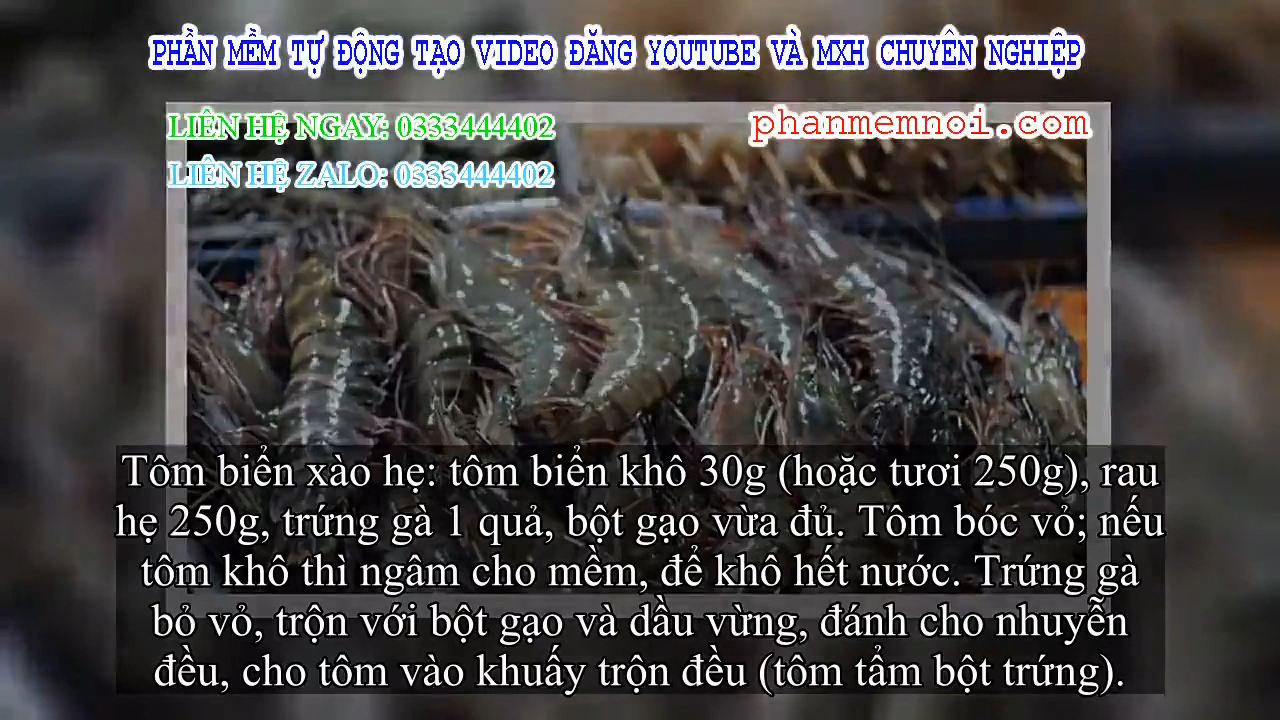 PHẦN MỀM TỰ ĐỘNG TẠO VIDEO ĐĂNG YOUTUBE VÀ MXH CHUYÊN NGHIỆP
LIÊN HỆ NGAY: 0333444402
phanmemnoi.com
LIÊN HỆ ZALO: 0333444402
Tôm biển xào hẹ: tôm biển khô 30g (hoặc tươi 250g), rau
hẹ 250g, trứng gà 1 quả, bột gạo vừa đủ. Tôm bóc vỏ; nếu
tôm khô thì ngâm cho mềm, để khô hết nước. Trứng gà
bỏ vỏ, trộn với bột gạo và dầu vừng, đánh cho nhuyễn
đều, cho tôm vào khuấy trộn đều (tôm tẩm bột trứng).